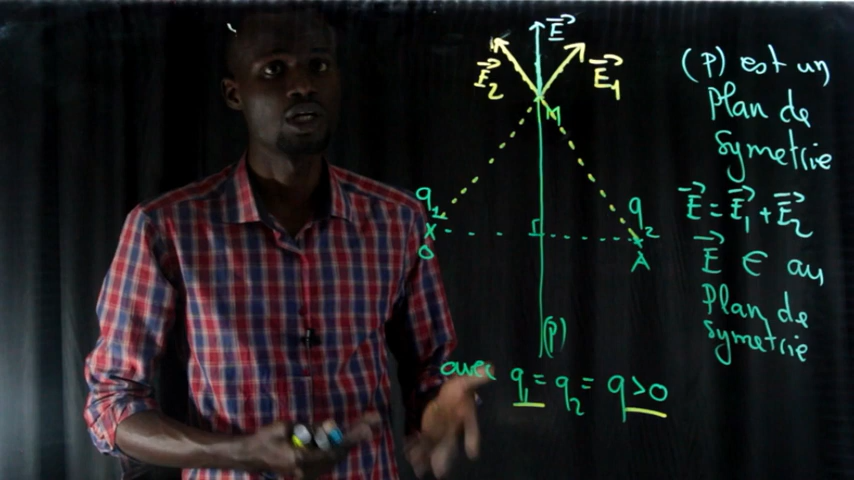 E⃗
E⃗₂
E⃗₁
M
q₁
q₂
O
I
A
(P)
avec q₁ = q₂ = q > 0
(P) est un
Plan de
symetrie
E⃗ = E⃗₁ + E⃗₂
E⃗ ∈ au
Plan de
symetrie